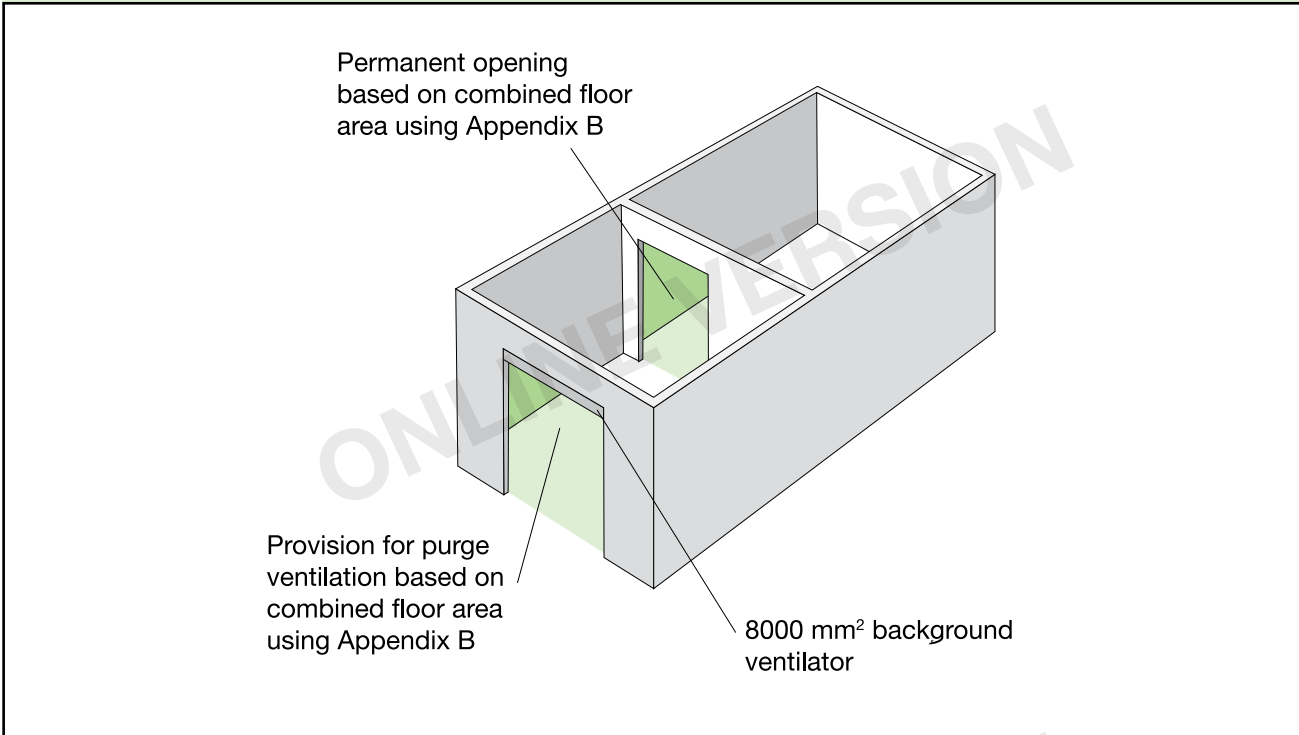 Permanent opening
based on combined floor
area using Appendix B
ONLINE VERSION
Provision for purge
ventilation based on
combined floor area
using Appendix B
8000 mm² background
ventilator